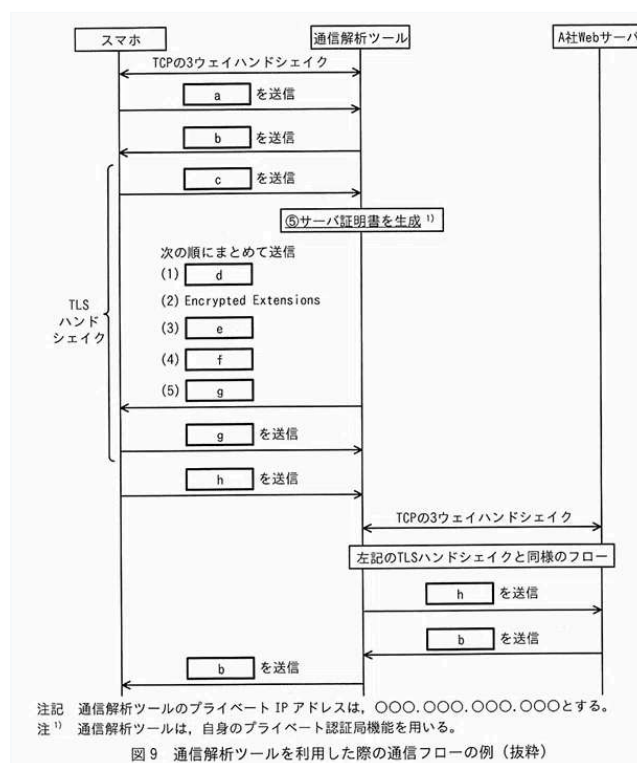 スマホ
通信解析ツール
A社Webサーバ
TCPの3ウェイハンドシェイク
a を送信
b を送信
c を送信
⑤サーバ証明書を生成 1)
次の順にまとめて送信
(1) d
(2) Encrypted Extensions
(3) e
(4) f
(5) g
TLS
ハンド
シェイク
g を送信
h を送信
TCPの3ウェイハンドシェイク
左記のTLSハンドシェイクと同様のフロー
h を送信
b を送信
b を送信
注記 通信解析ツールのプライベート IP アドレスは，○○○.○○○.○○○.○○○とする。
注 1) 通信解析ツールは，自身のプライベート認証局機能を用いる。
図9 通信解析ツールを利用した際の通信フローの例（抜粋）